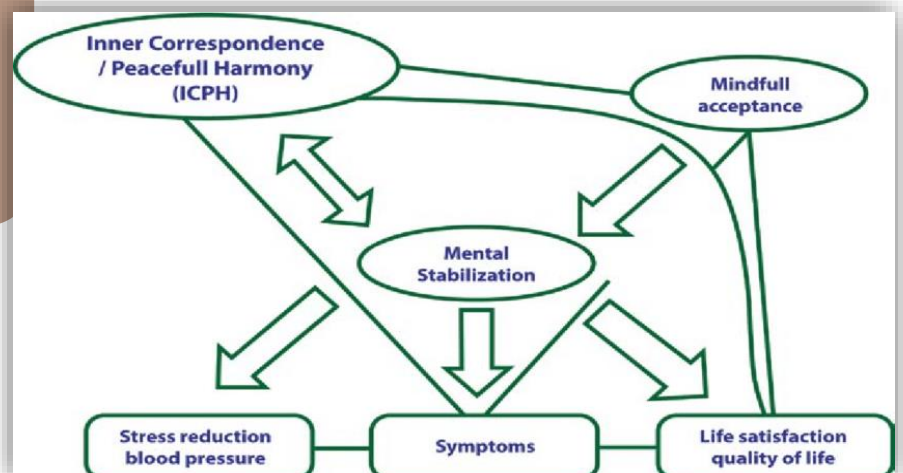 Inner Correspondence
/ Peacefull Harmony
(ICPH)
Mindfull
acceptance
Mental
Stabilization
Stress reduction
blood pressure
Symptoms
Life satisfaction
quality of life